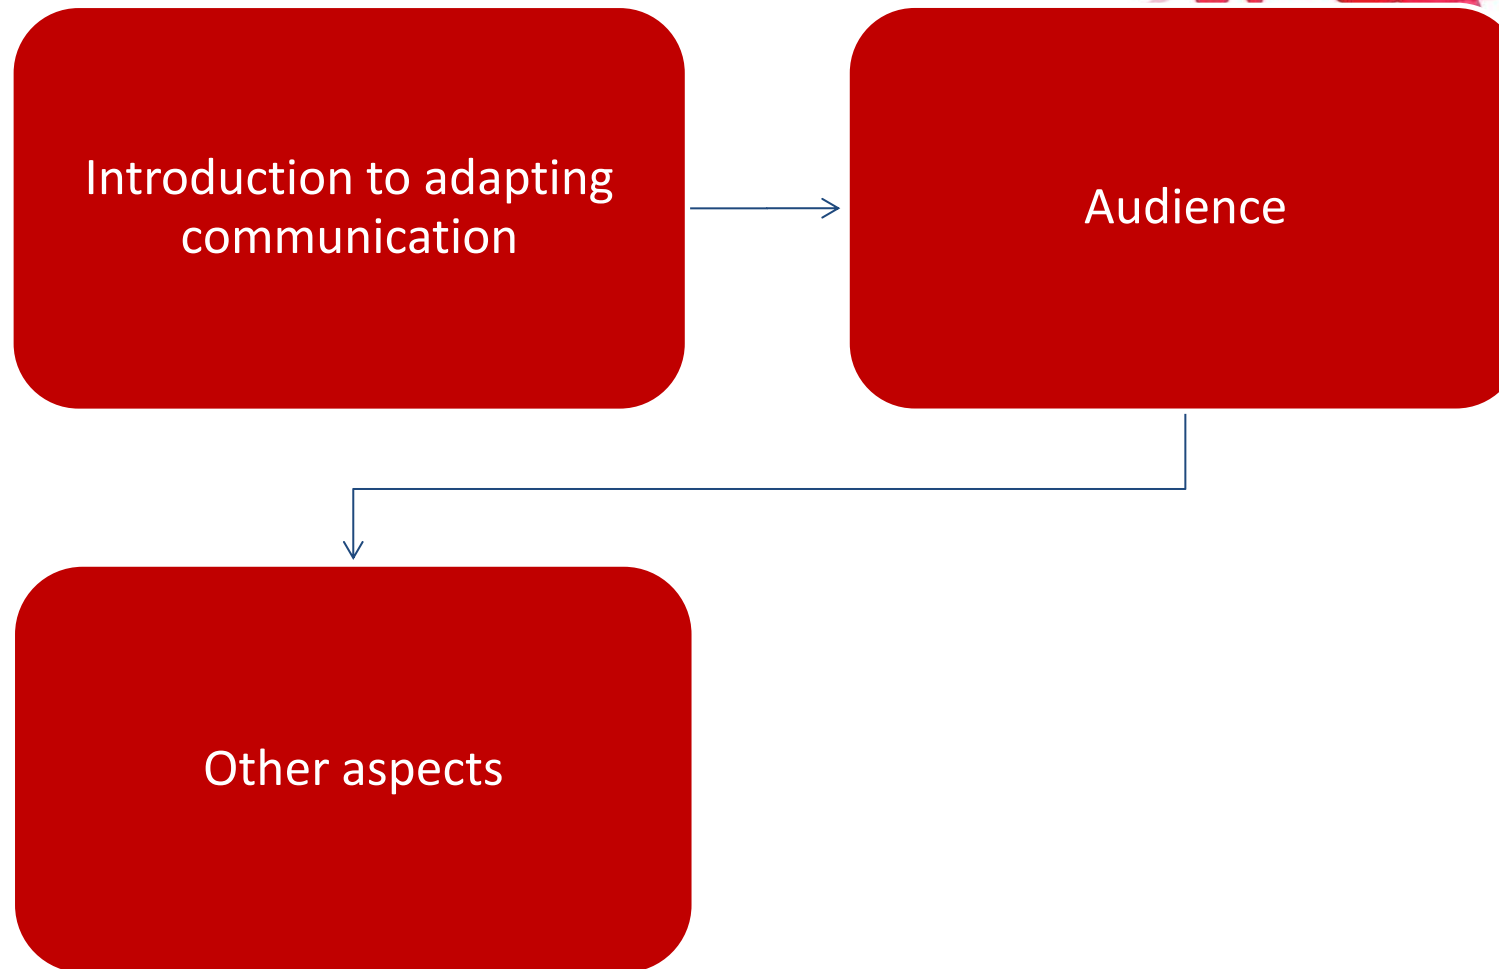 Introduction to adapting
communication
Audience
Other aspects